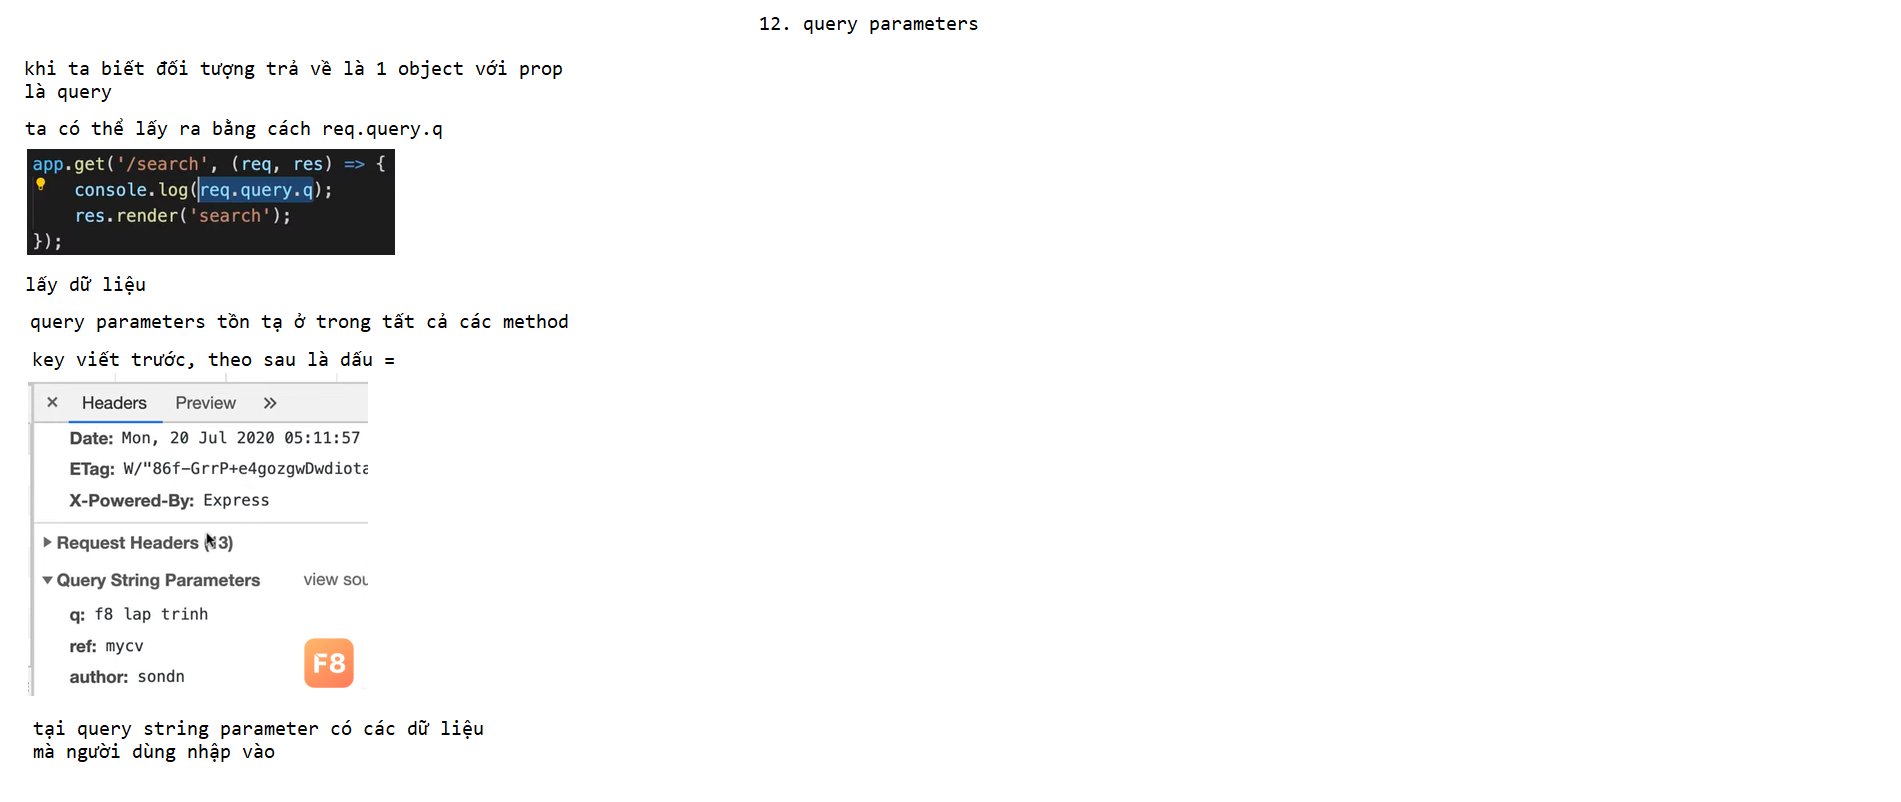 12. query parameters
khi ta biết đối tượng trả về là 1 object với prop
là query
ta có thể lấy ra bằng cách req.query.q
app.get('/search', (req, res) => {
console.log(req.query.q);
res.render('search');
});
lấy dữ liệu
query parameters tồn tạ ở trong tất cả các method
key viết trước, theo sau là dấu =
× Headers Preview »
Date: Mon, 20 Jul 2020 05:11:57
ETag: W/"86f-GrrP+e4gozgwDwdiota
X-Powered-By: Express
Request Headers 3)
Query String Parameters view sou
q: f8 lap trinh
ref: mycv
F8
author: sondn
tại query string parameter có các dữ liệu
mà người dùng nhập vào